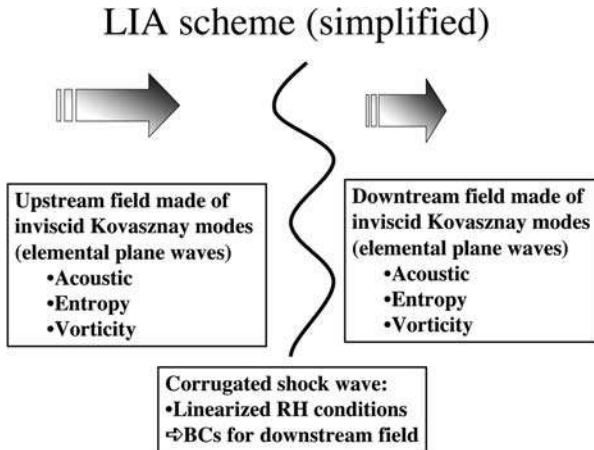 LIA scheme (simplified)
Upstream field made of
inviscid Kovasznay modes
(elemental plane waves)
•Acoustic
•Entropy
•Vorticity
Downtream field made of
inviscid Kovasznay modes
(elemental plane waves)
•Acoustic
•Entropy
•Vorticity
Corrugated shock wave:
•Linearized RH conditions
➪BCs for downstream field